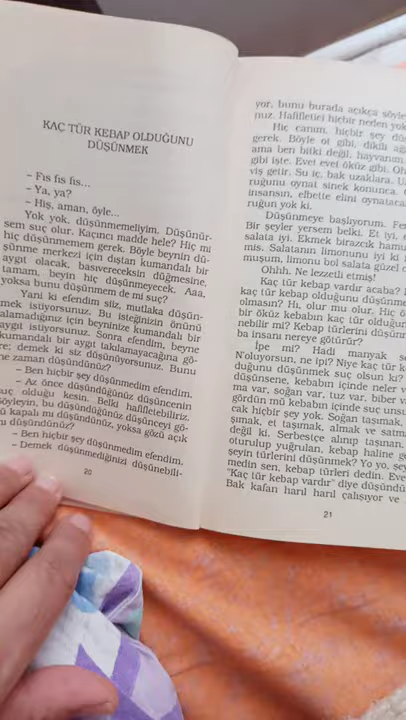 KAÇ TÜR KEBAP OLDUĞUNU
DÜŞÜNMEK
– Fıs fıs fıs...
– Ya, ya?
– Hiş, aman, öyle...
Yok yok, düşünmemeliyim. Düşünür-
sem suç olur. Kaçıncı madde hele? Hiç mi
hiç düşünmemem gerek. Böyle beynin dü-
şünme merkezi için dıştan kumandalı bir
aygıt olacak, basıvereceksin düğmesine,
tamam, beyin hiç düşünmeyecek. Aaa,
yoksa bunu düşünmem de mi suç?
Yani ki efendim siz, mutlaka düşün-
mek istiyorsunuz. Bu isteğinizin önünü
alamadığınız için beyninize kumandalı bir
aygıt istiyorsunuz. Sonra efendim, beyne
kumandalı bir aygıt takılamayacağına gö-
re; demek ki siz düşünüyorsunuz. Bunu
ne zaman düşündünüz?
– Ben hiçbir şey düşünmedim efendim.
– Az önce düşündüğünüz düşüncenin
suç olduğu kesin. Belki hafifletebiliriz.
Söyleyin, bu düşündüğünüz düşünceyi gö-
zü kapalı mı düşündünüz, yoksa gözü açık
mı düşündünüz?
– Ben hiçbir şey düşünmedim efendim.
– Demek düşünmediğinizi düşünebili-
20
yor, bunu burada açıkça söyle
nuz. Hafifletici hiçbir neden yok
Hiç canım, hiçbir şey dü
gerek. Böyle ot gibi, dikili ağ
ama ben bitki değil, hayvanım
gibi işte. Evet evet öküz gibi. Oh
viş getir. Su iç, bak uzaklara.
ruğunu oynat sinek konunca.
insansın, elbette elini oynatacak
ruğun yok ki.
Düşünmeye başlıyorum. Fe
Bir şeyler yersem belki. Et iyi,
salata iyi. Ekmek birazcık hamu
mış. Salatanın limonunu iyi ki
muşum, limonu bol salata güzel
Ohhh. Ne lezzetli etmiş!
Kaç tür kebap vardır acaba?
kaç tür kebap olduğunu düşünme
olmasın? Hı, olur mu olur. Hiç
bir öküz kebabın kaç tür olduğun
nebilir mi? Kebap türlerini düşünm
ba insanı nereye götürür?
İpe mi? Hadi manyak se
N'oluyorsun, ne ipi? Niye kaç tür
duğunu düşünmek suç olsun ki?
düşünsene, kebabın içinde neler
ma var, soğan var, tuz var, biber va
gördün mü kebabın içinde suç unsu
cak hiçbir şey yok. Soğan taşımak,
şımak, et taşımak, almak ve satma
değil ki. Serbestçe alınıp taşınan,
oturulup yuğrulan, kebap haline ge
şeyin türlerini düşünmek? Yo yo, şey
medin sen, kebap türleri dedin. Eve
"Kaç tür kebap vardır" diye düşündü
Bak kafan harıl harıl çalışıyor ve
21